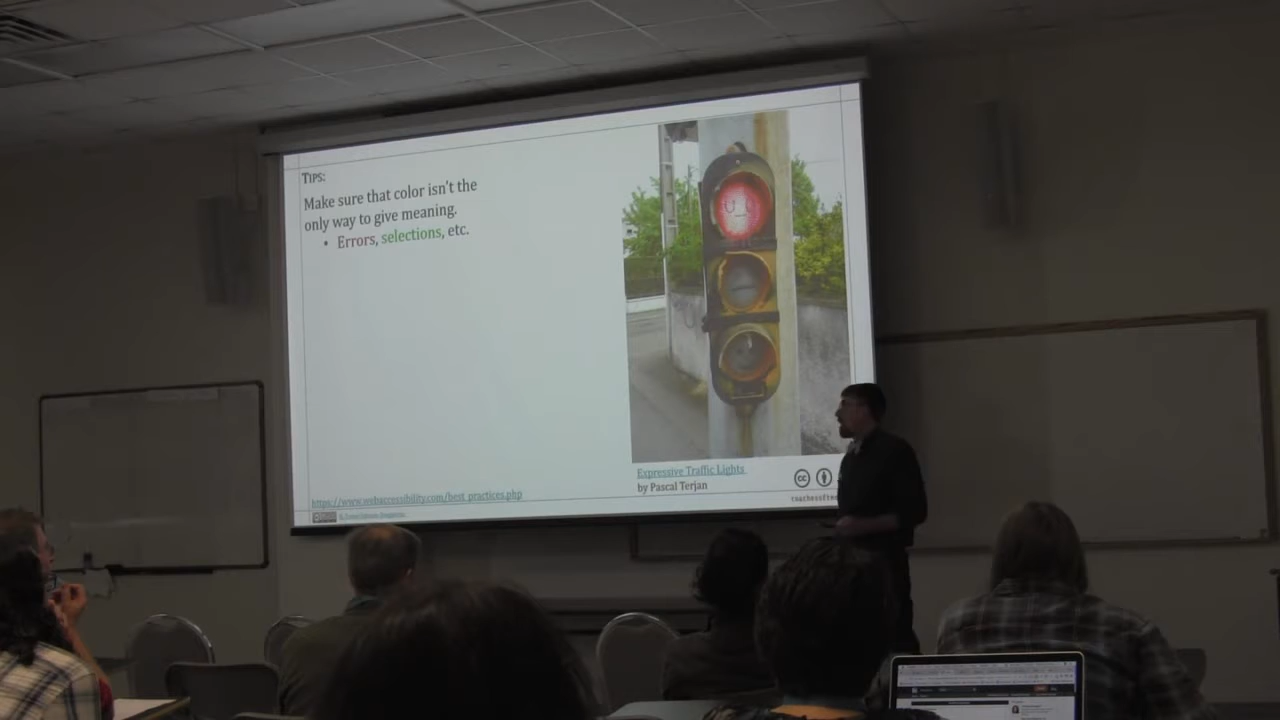 TIPS:
Make sure that color isn't the
only way to give meaning.
• Errors, selections, etc.
Expressive Traffic Lights
by Pascal Terjan
https://www.webaccessibility.com/best_practices.php